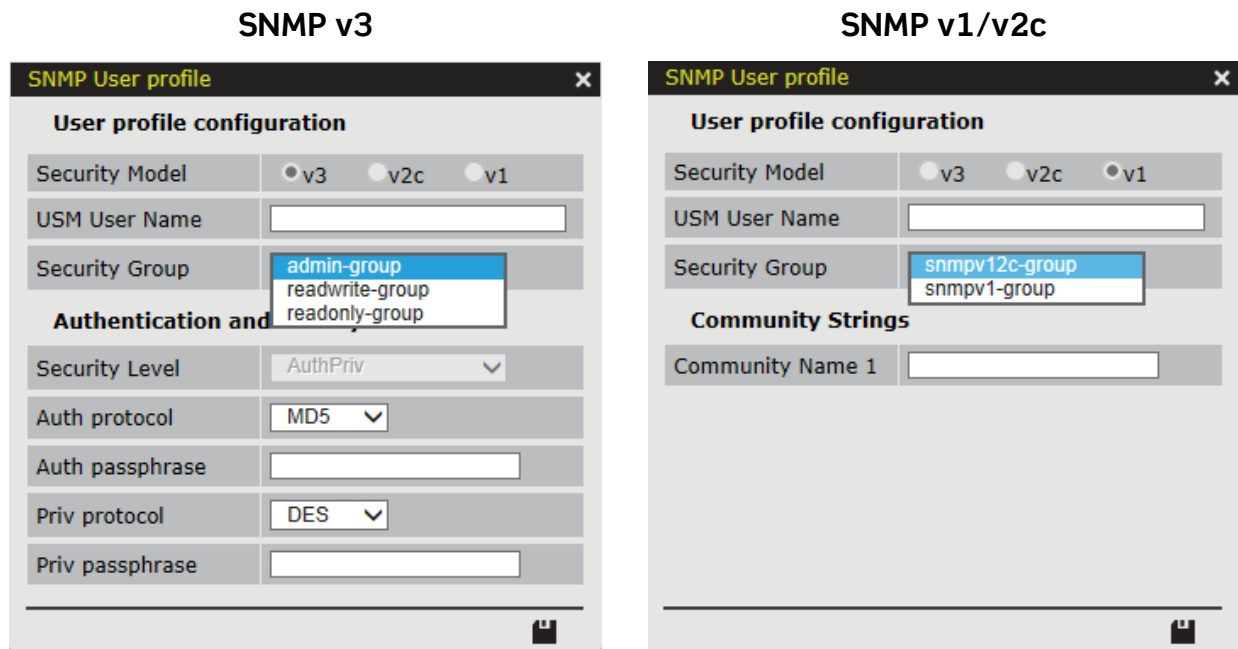 SNMP v3
SNMP User profile
User profile configuration
Security Model v3 v2c v1
USM User Name
Security Group admin-group
readwrite-group
readonly-group
Authentication and
Security Level AuthPriv
Auth protocol MD5
Auth passphrase
Priv protocol DES
Priv passphrase
SNMP v1/v2c
SNMP User profile
User profile configuration
Security Model v3 v2c v1
USM User Name
Security Group snmpv12c-group
snmpv1-group
Community Strings
Community Name 1